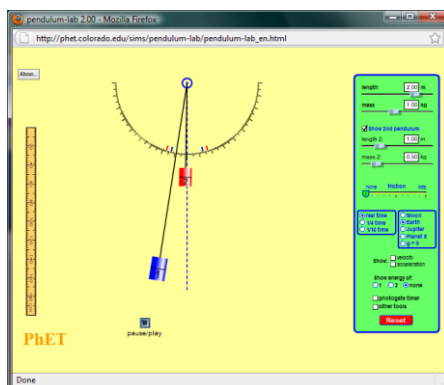 pendulum-lab 2.00 - Mozilla Firefox
http://phet.colorado.edu/sims/pendulum-lab/pendulum-lab_en.html
About...
length 2.00 m
mass 1.00 kg
Show 2nd pendulum
length 2 1.00 m
mass 2 0.50 kg
friction
none lots
real time
1/4 time
1/16 time
Moon
Earth
Jupiter
Planet X
g = 0
Show: velocity
acceleration
Show energy of:
1 2 none
photogate timer
other tools
Reset
PhET
pause/play
Done